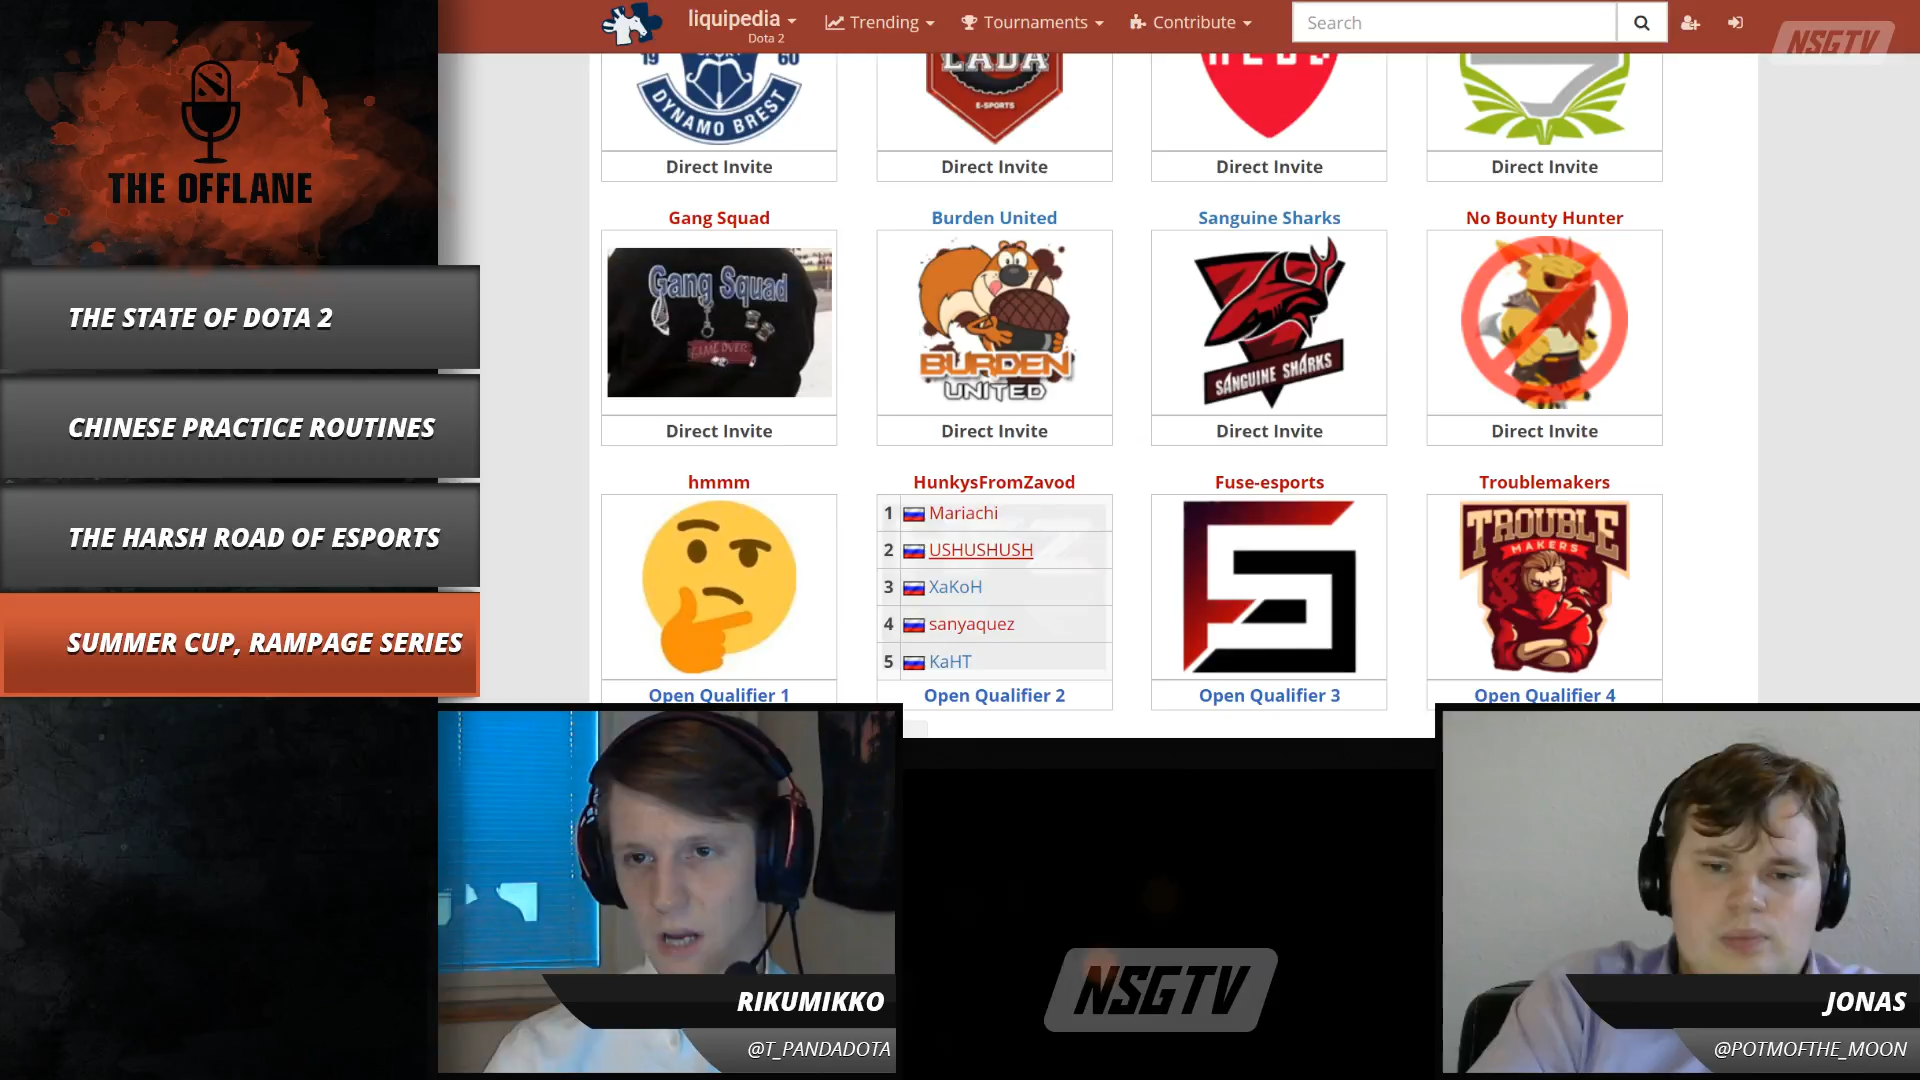 liquipedia
Dota 2
Trending
Tournaments
Contribute
Search
NSGTV
THE OFFLANE
THE STATE OF DOTA 2
CHINESE PRACTICE ROUTINES
THE HARSH ROAD OF ESPORTS
SUMMER CUP, RAMPAGE SERIES
19 60
DYNAMO BREST
LADA
E-SPORTS
Direct Invite
Direct Invite
Direct Invite
Direct Invite
Gang Squad
Burden United
Sanguine Sharks
No Bounty Hunter
Gang Squad
GAME OVER
BURDEN
UNITED
SANGUINE SHARKS
Direct Invite
Direct Invite
Direct Invite
Direct Invite
hmmm
HunkysFromZavod
Fuse-esports
Troublemakers
1 Mariachi
2 USHUSHUSH
3 XaKoH
4 sanyaquez
5 KaHT
TROUBLE
MAKERS
Open Qualifier 1
Open Qualifier 2
Open Qualifier 3
Open Qualifier 4
RIKUMIKKO
@T_PANDADOTA
NSGTV
JONAS
@POTMOFTHE_MOON